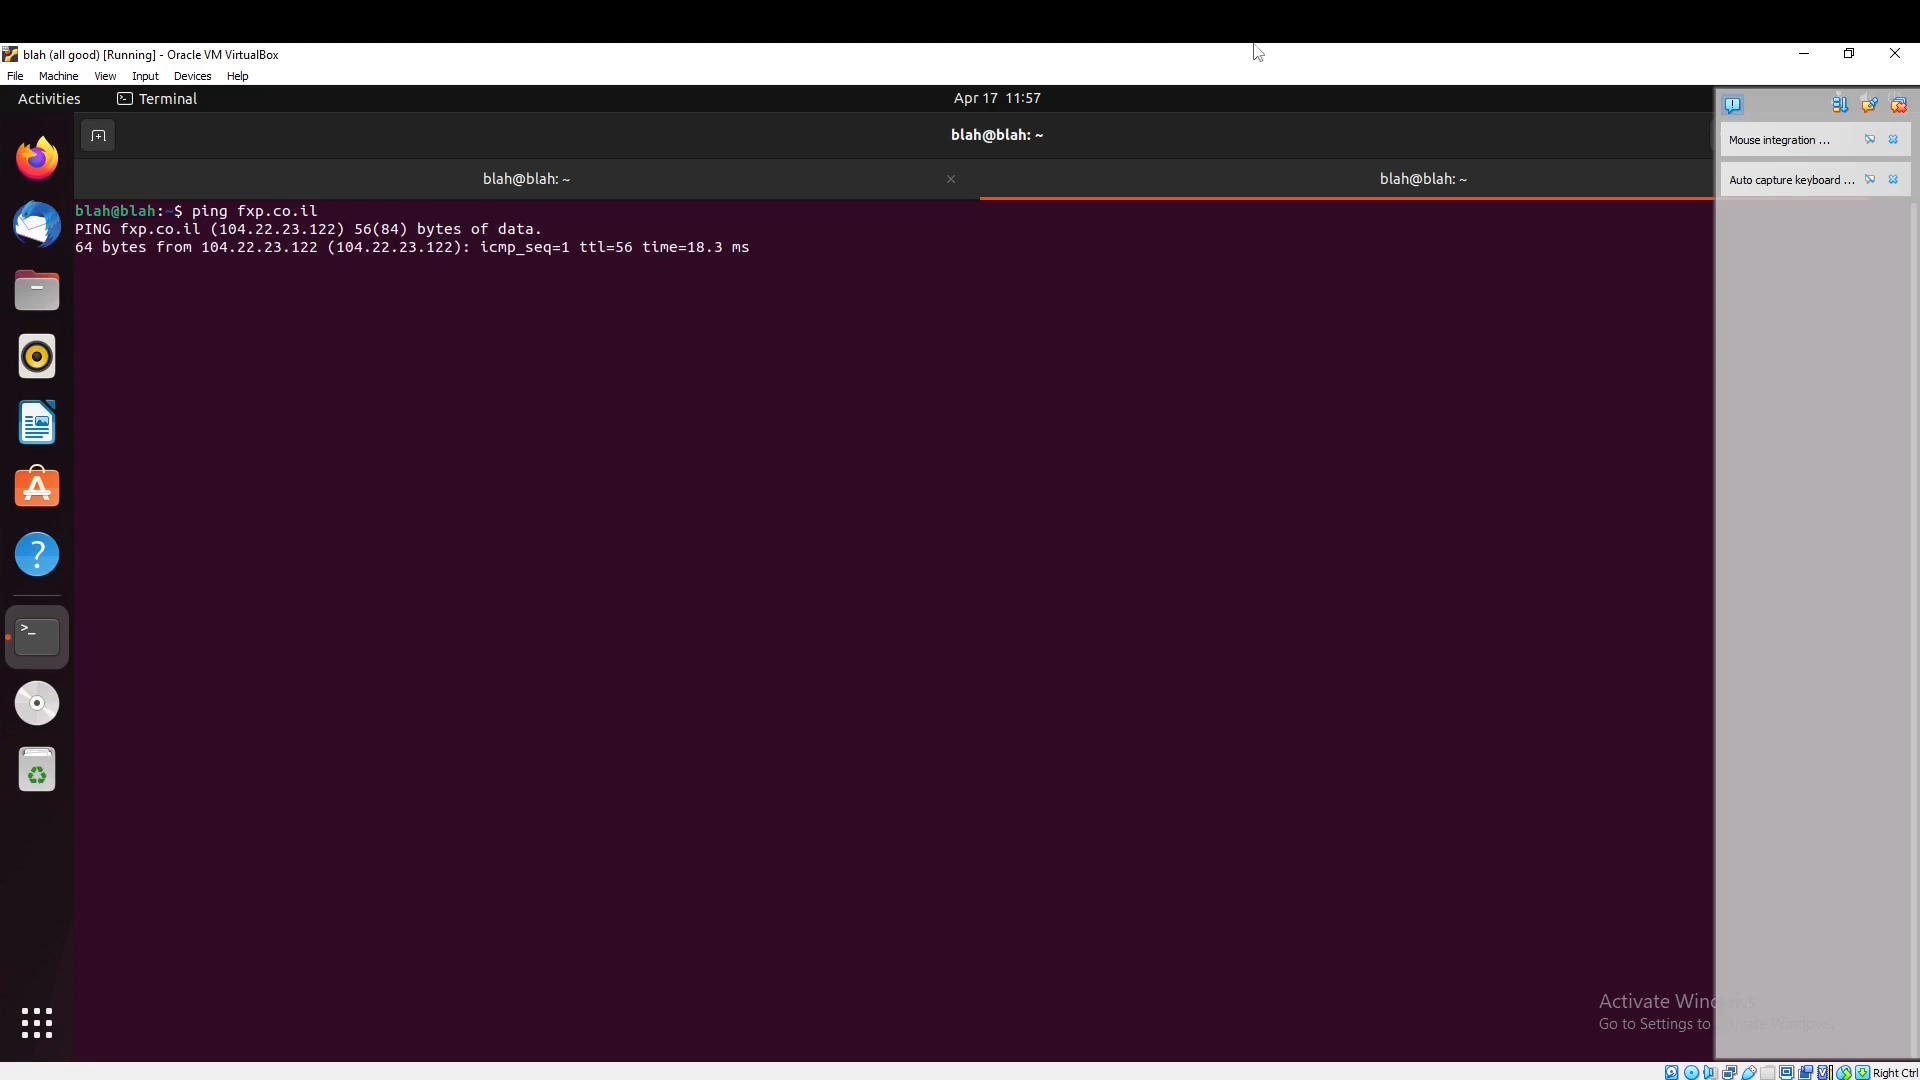 blah (all good) [Running] - Oracle VM VirtualBox
File Machine View Input Devices Help
Activities Terminal Apr 17 11:57
blah@blah: ~
blah@blah: ~ blah@blah: ~
Mouse integration ...
Auto capture keyboard ...
blah@blah:~$ ping fxp.co.il
PING fxp.co.il (104.22.23.122) 56(84) bytes of data.
64 bytes from 104.22.23.122 (104.22.23.122): icmp_seq=1 ttl=56 time=18.3 ms
Activate Windows
Go to Settings to activate Windows.
Right Ctrl